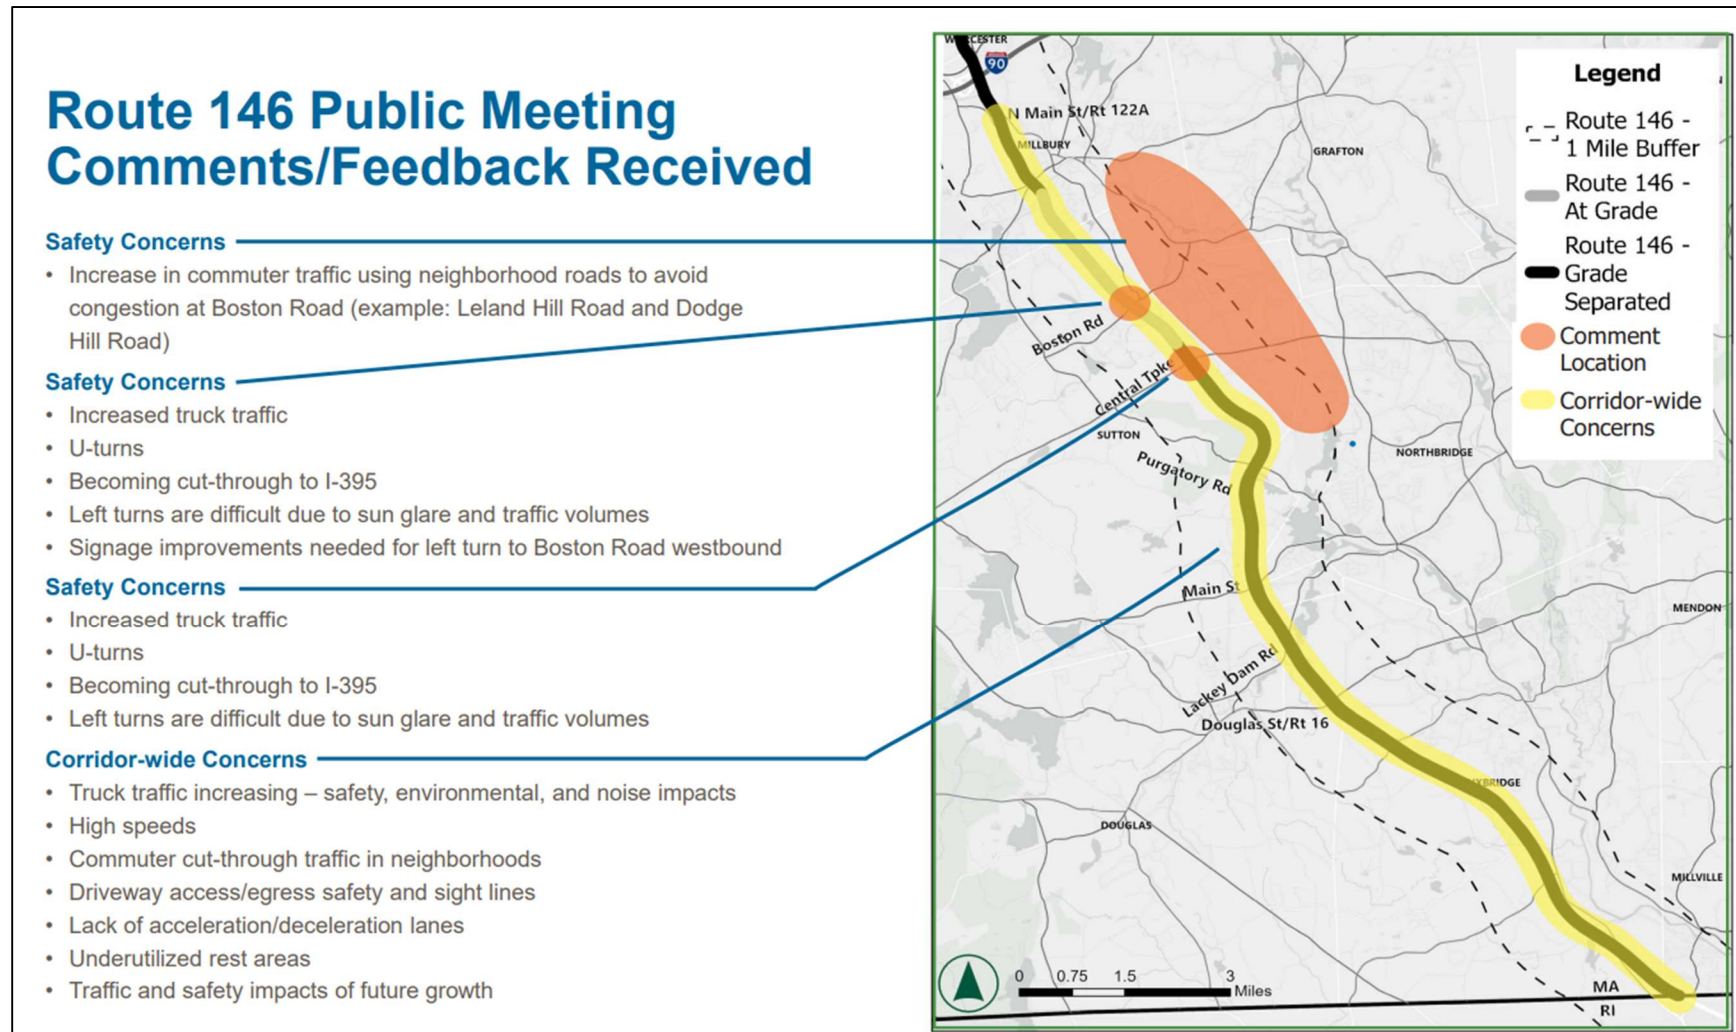 Route 146 Public Meeting
Comments/Feedback Received
Safety Concerns
• Increase in commuter traffic using neighborhood roads to avoid
congestion at Boston Road (example: Leland Hill Road and Dodge
Hill Road)
Safety Concerns
• Increased truck traffic
• U-turns
• Becoming cut-through to I-395
• Left turns are difficult due to sun glare and traffic volumes
• Signage improvements needed for left turn to Boston Road westbound
Safety Concerns
• Increased truck traffic
• U-turns
• Becoming cut-through to I-395
• Left turns are difficult due to sun glare and traffic volumes
Corridor-wide Concerns
• Truck traffic increasing – safety, environmental, and noise impacts
• High speeds
• Commuter cut-through traffic in neighborhoods
• Driveway access/egress safety and sight lines
• Lack of acceleration/deceleration lanes
• Underutilized rest areas
• Traffic and safety impacts of future growth
90
N Main St/Rt 122A
MILLBURY
GRAFTON
Boston Rd
Central Tpke
SUTTON
Purgatory Rd
NORTHBRIDGE
Main St
MENDON
Lackey Dam Rd
Douglas St/Rt 16
DOUGLAS
MILLVILLE
0 0.75 1.5 3
Miles
MA
RI
Legend
Route 146 -
1 Mile Buffer
Route 146 -
At Grade
Route 146 -
Grade
Separated
Comment
Location
Corridor-wide
Concerns